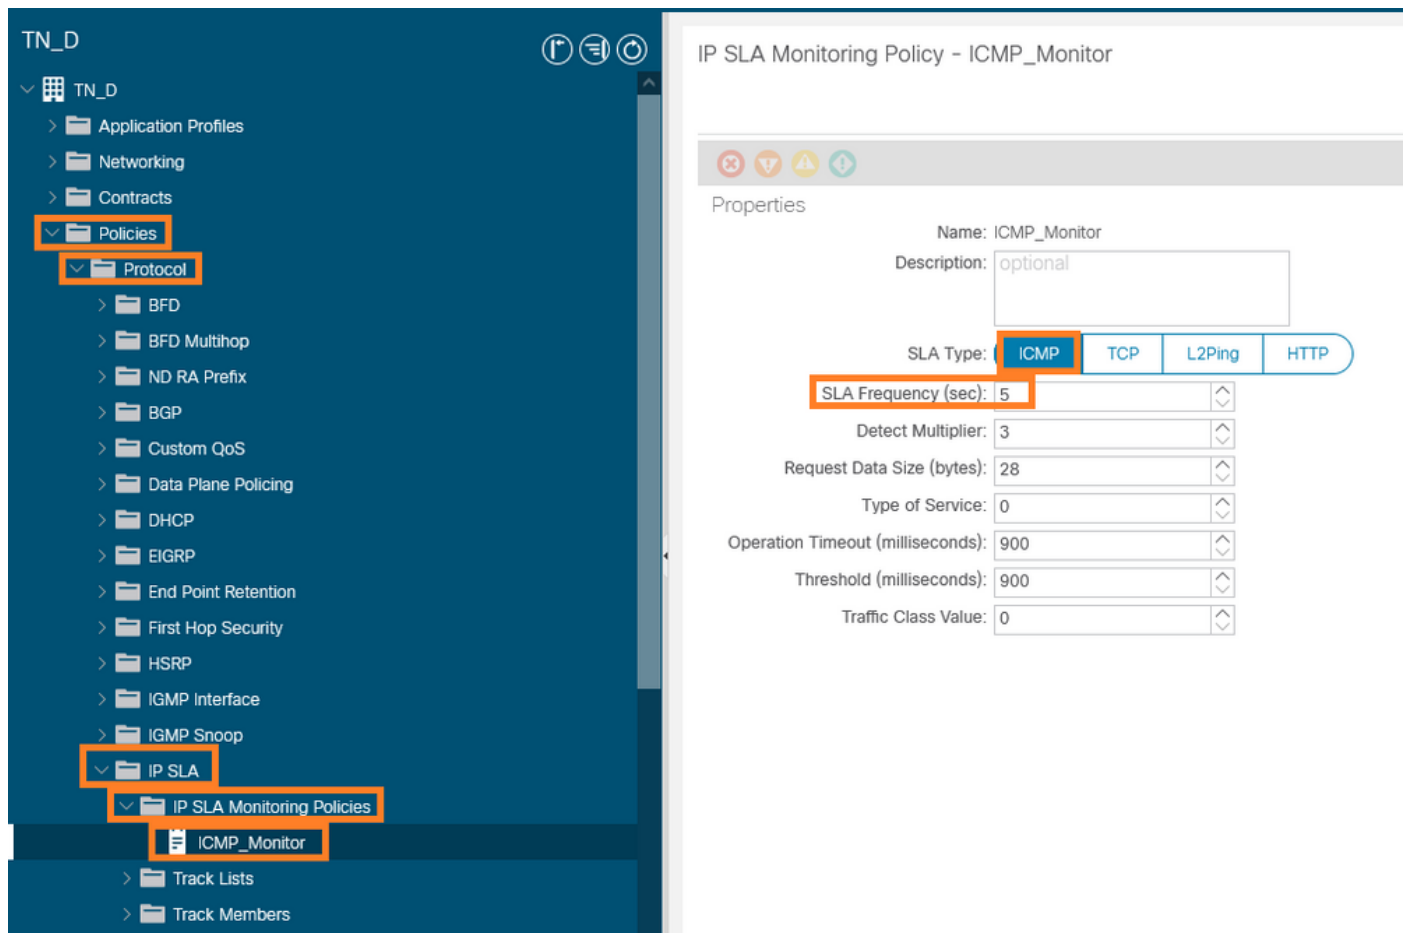 TN_D
TN_D
Application Profiles
Networking
Contracts
Policies
Protocol
BFD
BFD Multihop
ND RA Prefix
BGP
Custom QoS
Data Plane Policing
DHCP
EIGRP
End Point Retention
First Hop Security
HSRP
IGMP Interface
IGMP Snoop
IP SLA
IP SLA Monitoring Policies
ICMP_Monitor
Track Lists
Track Members
IP SLA Monitoring Policy - ICMP_Monitor
Properties
Name: ICMP_Monitor
Description: optional
SLA Type: ICMP TCP L2Ping HTTP
SLA Frequency (sec): 5
Detect Multiplier: 3
Request Data Size (bytes): 28
Type of Service: 0
Operation Timeout (milliseconds): 900
Threshold (milliseconds): 900
Traffic Class Value: 0